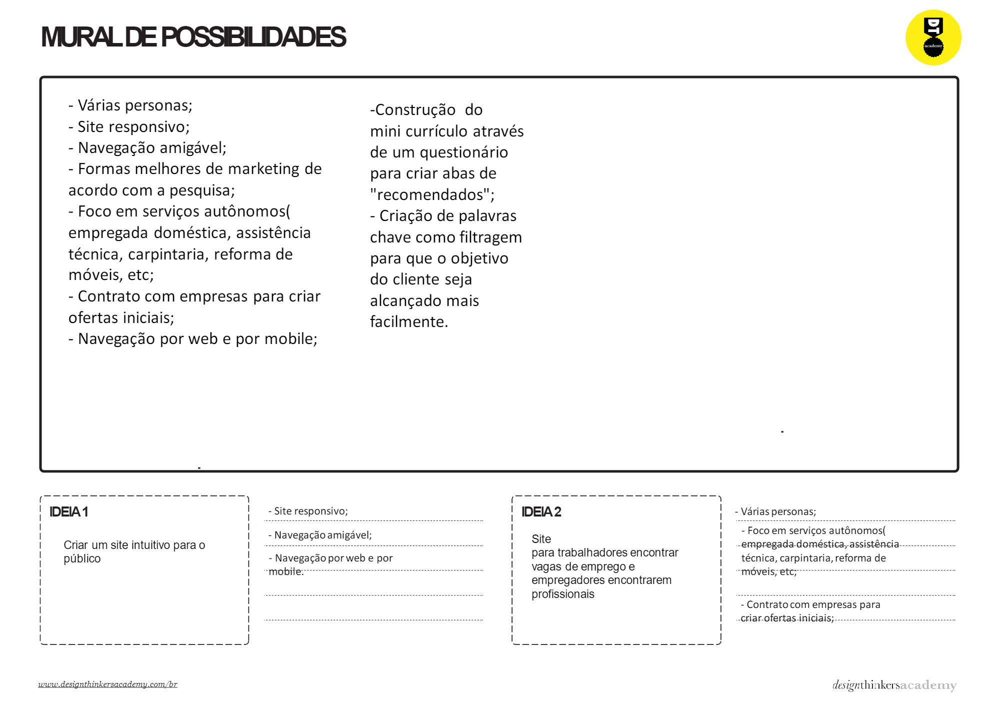 MURAL DE POSSIBILIDADES
DT
academy
- Várias personas;
- Site responsivo;
- Navegação amigável;
- Formas melhores de marketing de
acordo com a pesquisa;
- Foco em serviços autônomos(
empregada doméstica, assistência
técnica, carpintaria, reforma de
móveis, etc;
- Contrato com empresas para criar
ofertas iniciais;
- Navegação por web e por mobile;
-Construção  do
mini currículo através
de um questionário
para criar abas de
"recomendados";
- Criação de palavras
chave como filtragem
para que o objetivo
do cliente seja
alcançado mais
facilmente.
IDEIA 1
Criar um site intuitivo para o
público
- Site responsivo;
- Navegação amigável;
- Navegação por web e por
mobile.
IDEIA 2
Site
para trabalhadores encontrar
vagas de emprego e
empregadores encontrarem
profissionais
- Várias personas;
- Foco em serviços autônomos(
empregada doméstica, assistência
técnica, carpintaria, reforma de
móveis, etc;
- Contrato com empresas para
criar ofertas iniciais;
www.designthinkersacademy.com/br
designthinkersacademy